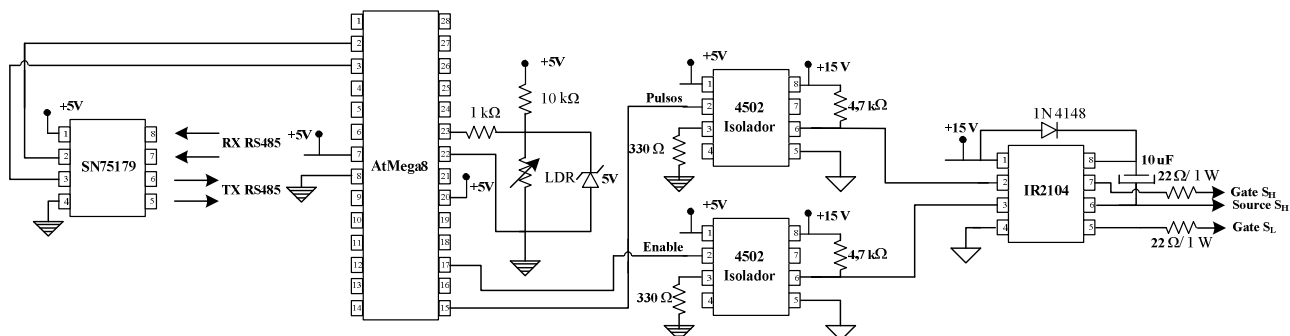 +5V
1
2
3
4
SN75179
8
7
6
5
RX RS485
TX RS485
+5V
1
2
3
4
5
6
7
8
9
10
11
12
13
14
AtMega8
28
27
26
25
24
23
22
21
20
19
18
17
16
15
+5V
1 kΩ
+5V
10 kΩ
LDR
5V
Pulsos
Enable
+5V
1
2
3
4
4502
Isolador
8
7
6
5
330 Ω
+15 V
4,7 kΩ
+5V
1
2
3
4
4502
Isolador
8
7
6
5
330 Ω
+15V
4,7 kΩ
+15 V
1
2
3
4
IR2104
8
7
6
5
1N4148
10 uF
22 Ω/ 1 W
Gate SH
Source SH
Gate SL
22 Ω/ 1 W